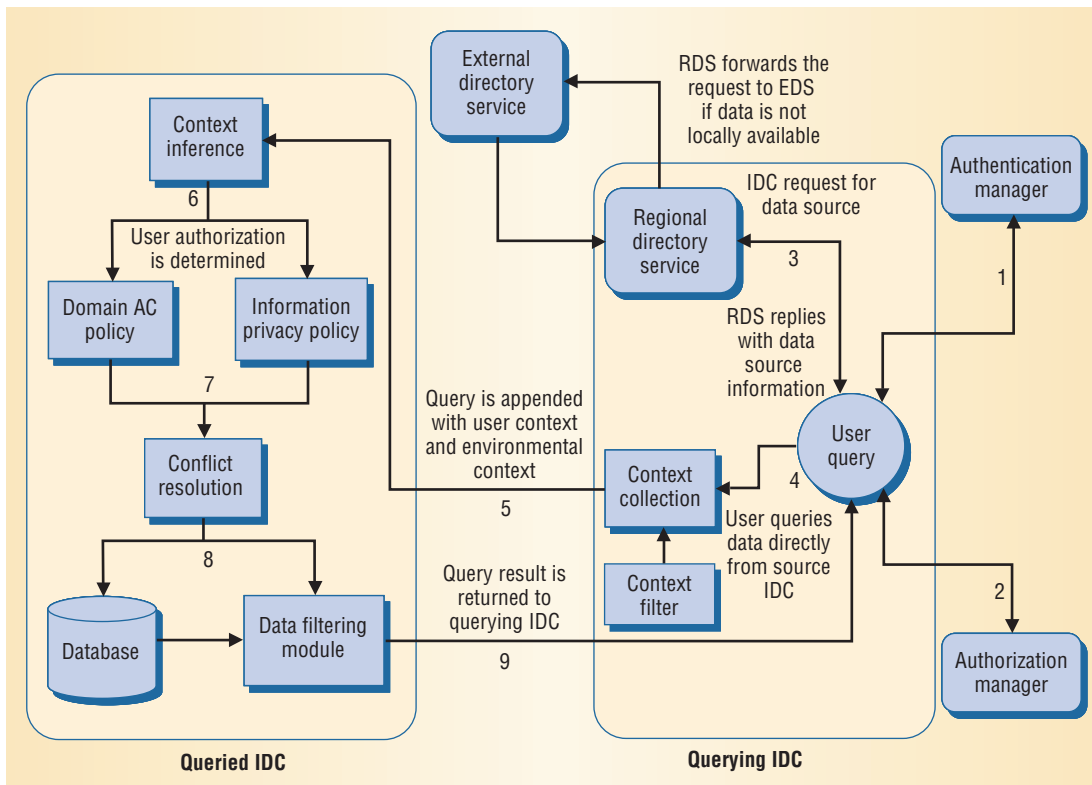 External
directory
service
RDS forwards the
request to EDS
if data is not
locally available
Context
inference
6
User authorization
is determined
Domain AC
policy
Information
privacy policy
7
Conflict
resolution
8
Database
Data filtering
module
Queried IDC
Query is appended
with user context
and environmental
context
5
Query result is
returned to
querying IDC
9
IDC request for
data source
Regional
directory
service
3
RDS replies
with data
source
information
User
query
4
Context
collection
User queries
data directly
from source
IDC
Context
filter
Querying IDC
Authentication
manager
1
2
Authorization
manager